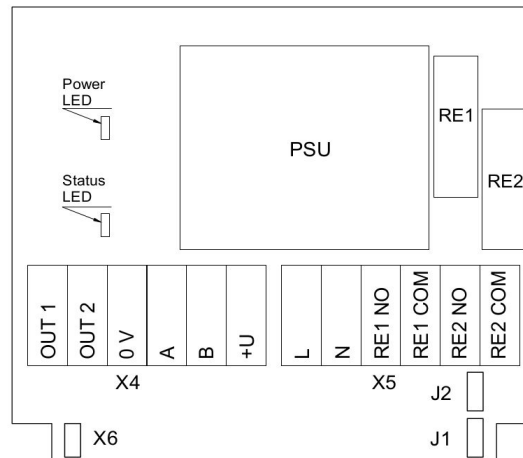 Power
LED
RE1
PSU
RE2
Status
LED
OUT 1
OUT 2
0 V
A
B
+U
L
N
RE1 NO
RE1 COM
RE2 NO
RE2 COM
X4
X5
J2
X6
J1